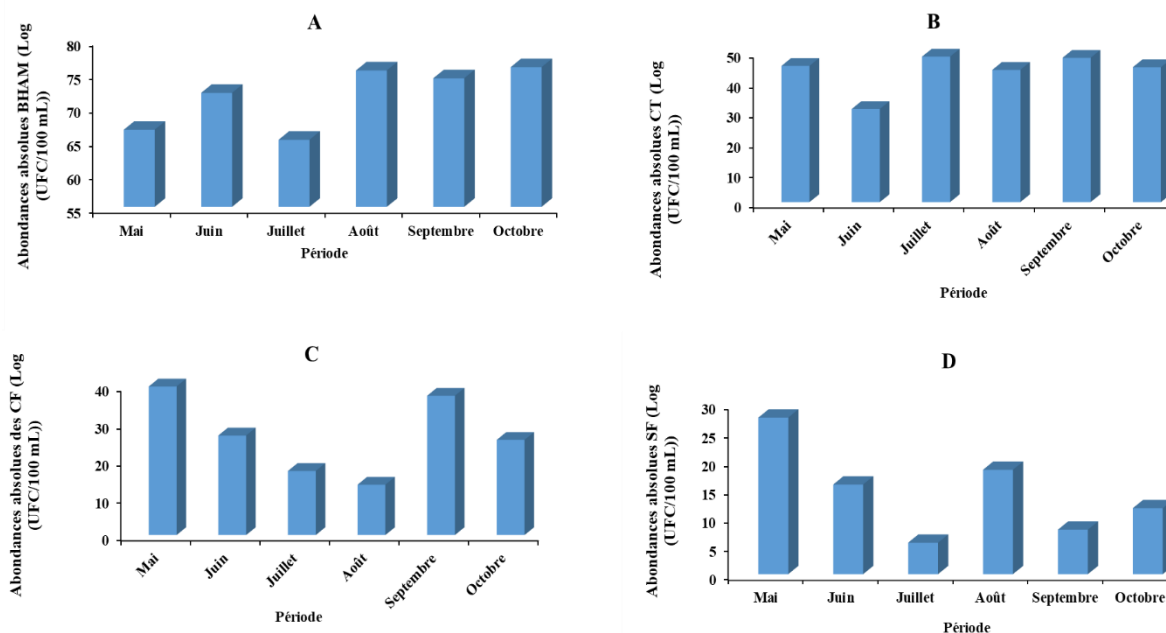 A
Abondances absolues BHAM (Log
(UFC/100 mL))
80
75
70
65
60
55
Mai Juin Juillet Août Septembre Octobre
Période
B
Abondances absolues CT (Log
(UFC/100 mL))
50
40
30
20
10
0
Mai Juin Juillet Août Septembre Octobre
Période
C
Abondances absolues des CF (Log
(UFC/100 mL))
40
30
20
10
0
Mai Juin Juillet Août Septembre Octobre
Période
D
Abondances absolues SF (Log
(UFC/100 mL))
30
25
20
15
10
5
0
Mai Juin Juillet Août Septembre Octobre
Période